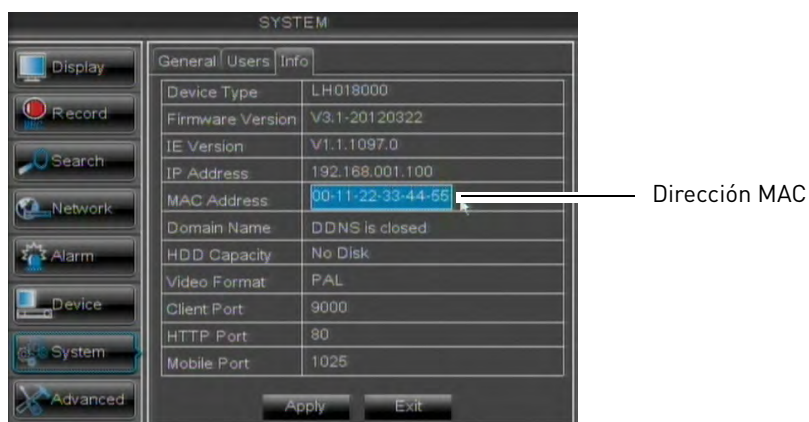 SYSTEM
Display
Record
Search
Network
Alarm
Device
System
Advanced
General Users Info
Device Type LH018000
Firmware Version V3.1-20120322
IE Version V1.1.1097.0
IP Address 192.168.001.100
MAC Address 00-11-22-33-44-55
Domain Name DDNS is closed
HDD Capacity No Disk
Video Format PAL
Client Port 9000
HTTP Port 80
Mobile Port 1025
Apply Exit
Dirección MAC